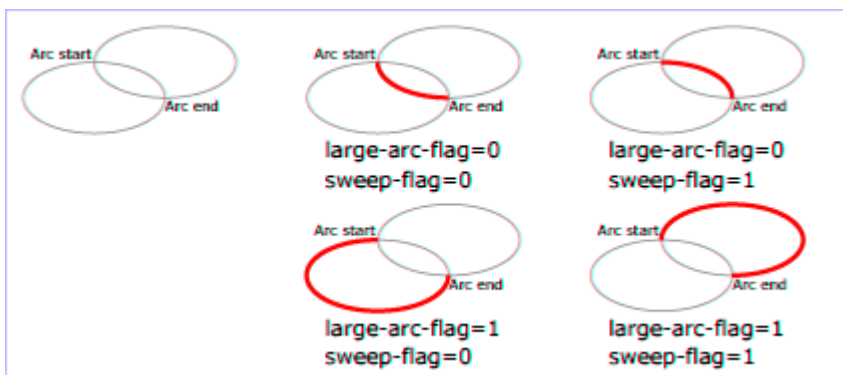 Arc start
Arc end
Arc start
Arc end
large-arc-flag=0
sweep-flag=0
Arc start
Arc end
large-arc-flag=0
sweep-flag=1
Arc start
Arc end
large-arc-flag=1
sweep-flag=0
Arc start
Arc end
large-arc-flag=1
sweep-flag=1